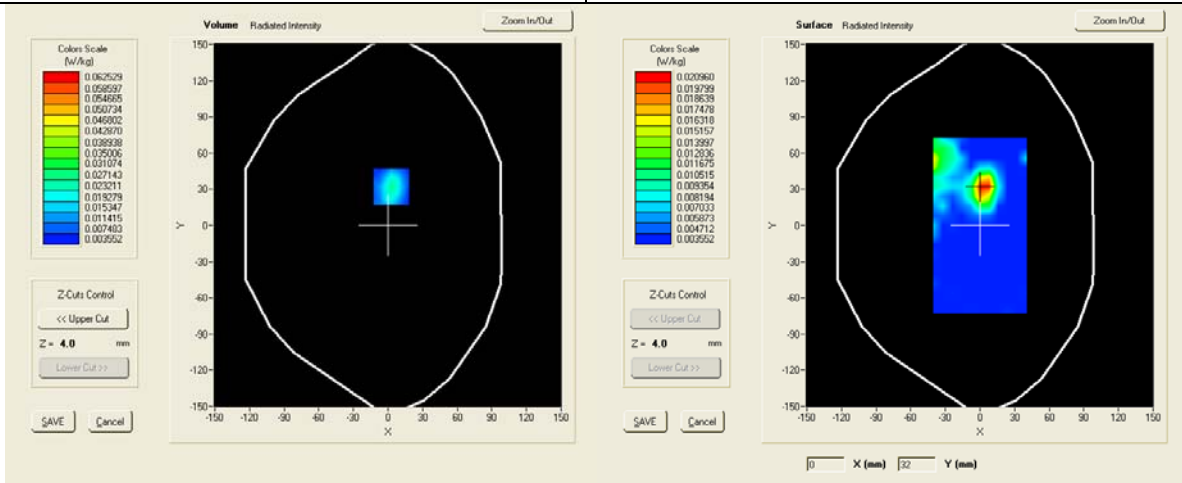 Volume Radiated Intensity
Zoom In/Out
Colors Scale
(W/kg)
0.062529
0.058597
0.054665
0.050734
0.046802
0.042870
0.038938
0.035006
0.031074
0.027143
0.023211
0.019279
0.015347
0.011415
0.007483
0.003552
150
120
90
60
30
0
-30
-60
-90
-120
-150
Y
-150 -120 -90 -60 -30 0 30 60 90 120 150
X
Z-Cuts Control
<< Upper Cut
Z = 4.0 mm
Lower Cut >>
SAVE Cancel
Surface Radiated Intensity
Zoom In/Out
Colors Scale
(W/kg)
0.020960
0.019799
0.018639
0.017478
0.016318
0.015157
0.013997
0.012836
0.011675
0.010515
0.009354
0.008194
0.007033
0.005873
0.004712
0.003552
150
120
90
60
30
0
-30
-60
-90
-120
-150
Y
-150 -120 -90 -60 -30 0 30 60 90 120 150
X
Z-Cuts Control
<< Upper Cut
Z = 4.0 mm
Lower Cut >>
SAVE Cancel
0 X (mm) 32 Y (mm)